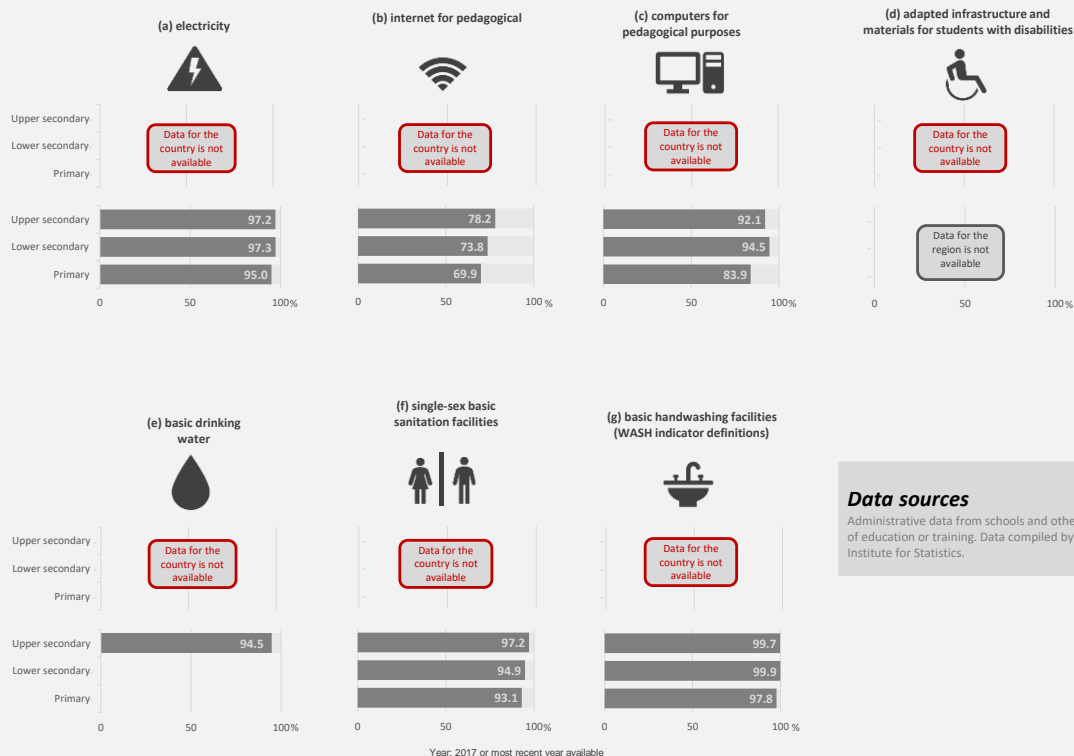 (a) electricity
(b) internet for pedagogical
(c) computers for
pedagogical purposes
(d) adapted infrastructure and
materials for students with disabilities
Upper secondary
Lower secondary
Primary
Data for the
country is not
available
Data for the
country is not
available
Data for the
country is not
available
Data for the
country is not
available
Upper secondary
Lower secondary
Primary
97.2
97.3
95.0
0 50 100%
78.2
73.8
69.9
0 50 100%
92.1
94.5
83.9
0 50 100%
Data for the
region is not
available
0 50 100%
(e) basic drinking
water
(f) single-sex basic
sanitation facilities
(g) basic handwashing facilities
(WASH indicator definitions)
Upper secondary
Lower secondary
Primary
Data for the
country is not
available
Data for the
country is not
available
Data for the
country is not
available
Data sources
Administrative data from schools and othe
of education or training. Data compiled by
Institute for Statistics.
Upper secondary
Lower secondary
Primary
94.5
0 50 100%
97.2
94.9
93.1
0 50 100%
99.7
99.9
97.8
0 50 100%
Year: 2017 or most recent year available